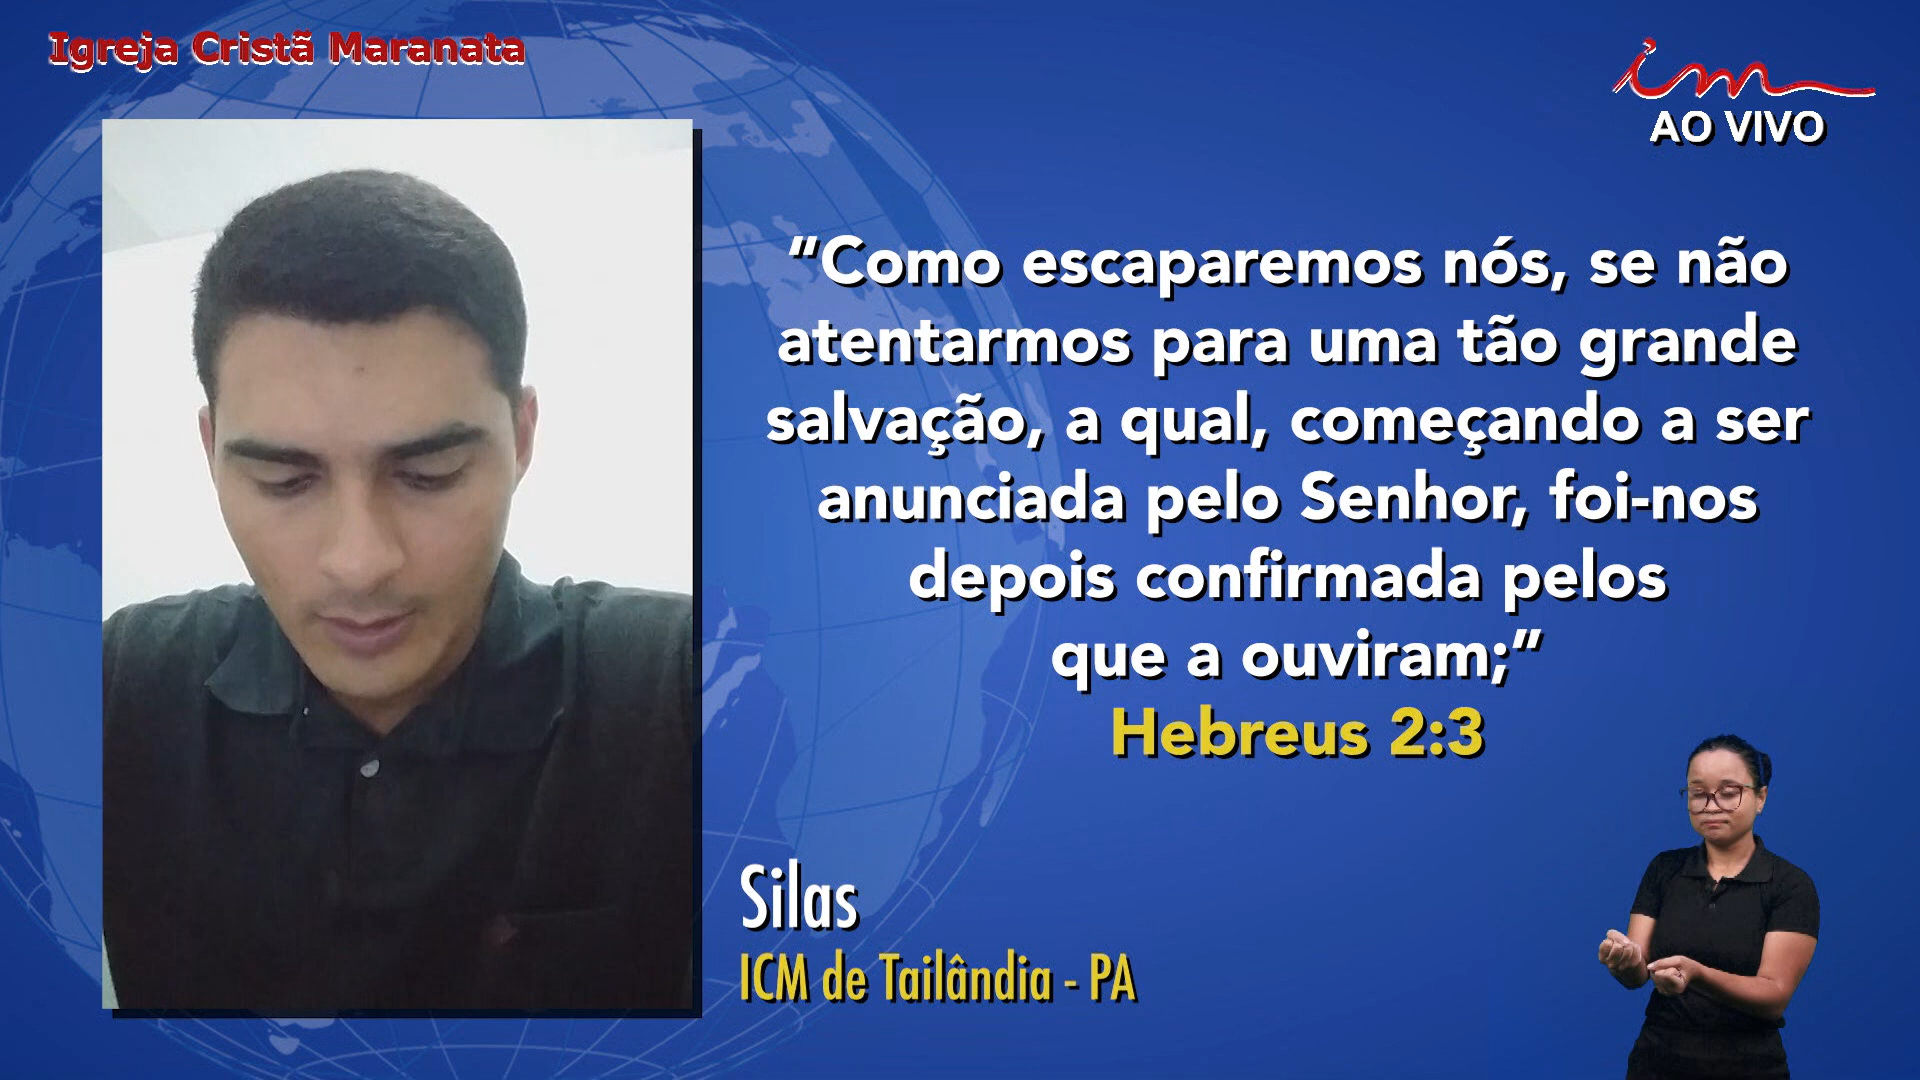 Igreja Cristã Maranata
im
AO VIVO
“Como escaparemos nós, se não
atentarmos para uma tão grande
salvação, a qual, começando a ser
anunciada pelo Senhor, foi-nos
depois confirmada pelos
que a ouviram;”
Hebreus 2:3
Silas
ICM de Tailândia - PA